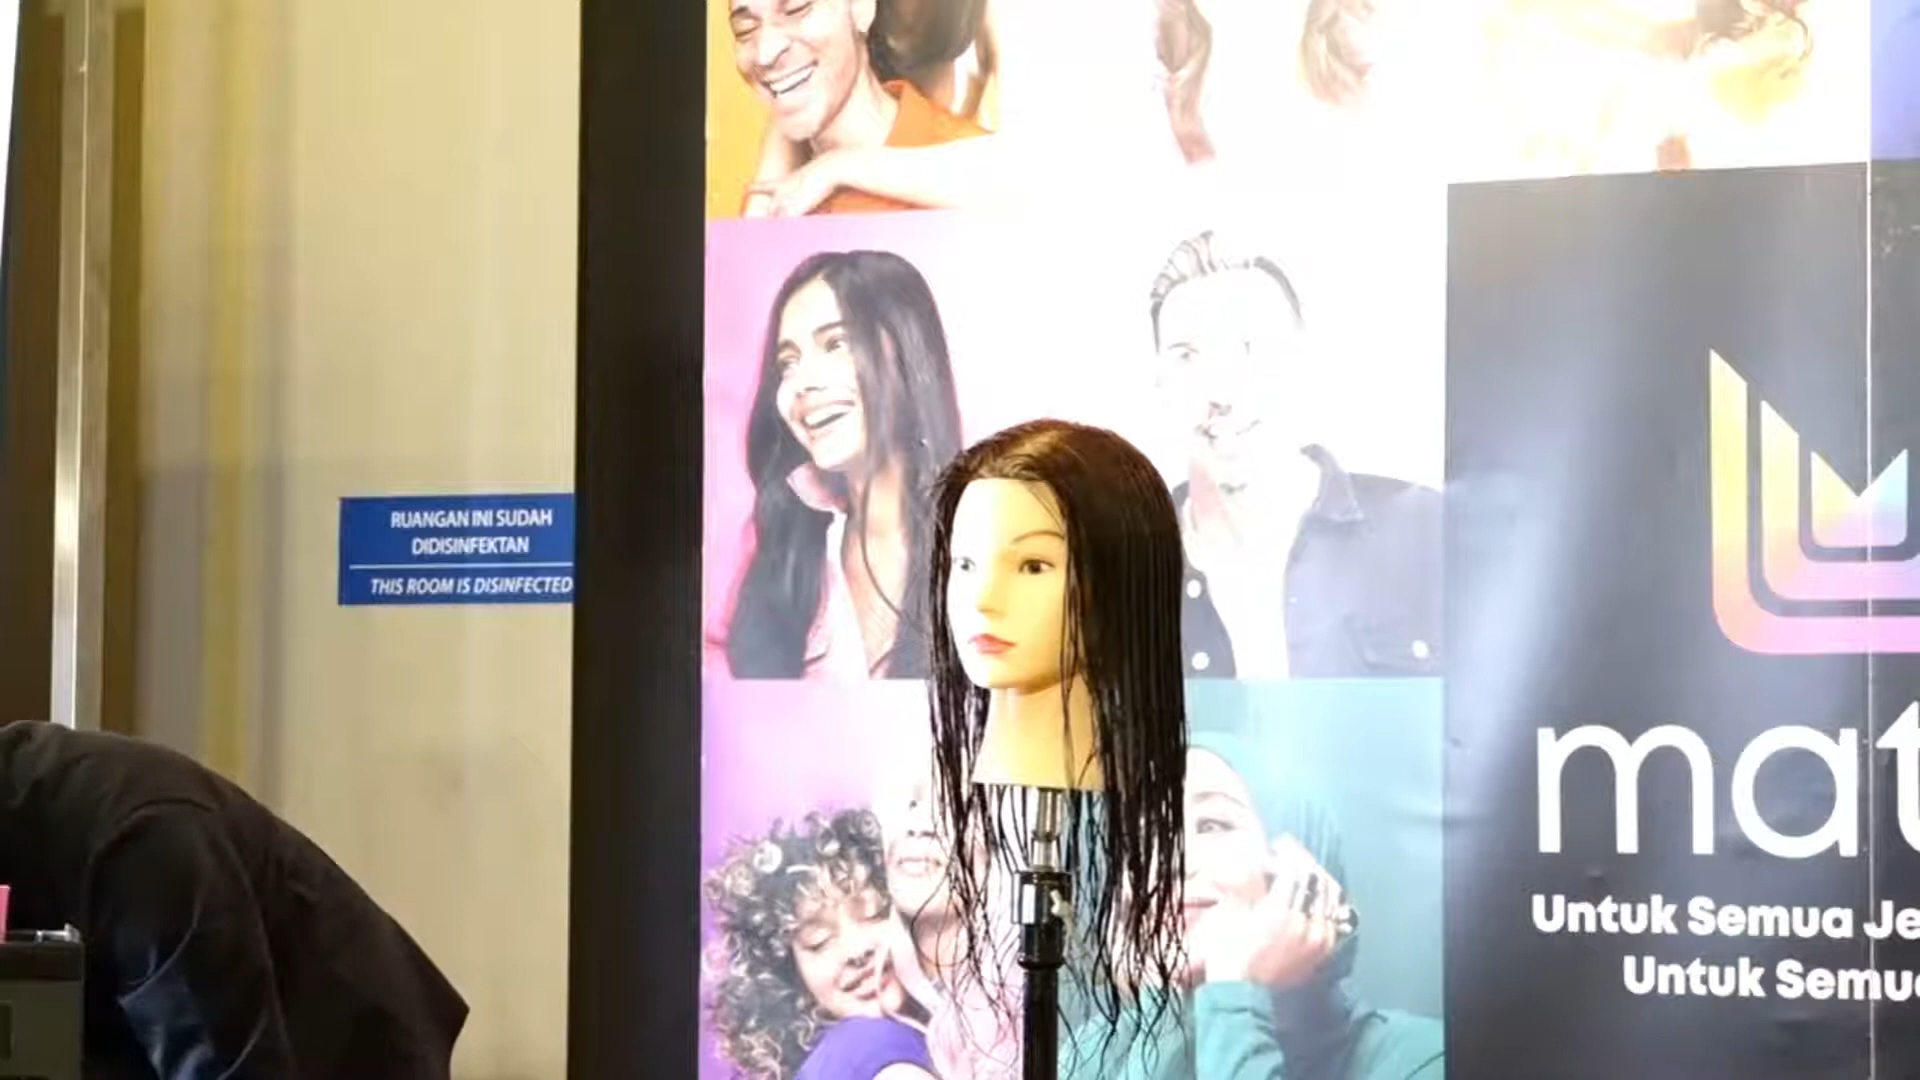 RUANGAN INI SUDAH
DIDISINFEKTAN
THIS ROOM IS DISINFECTED
mat
Untuk Semua Je
Untuk Semua